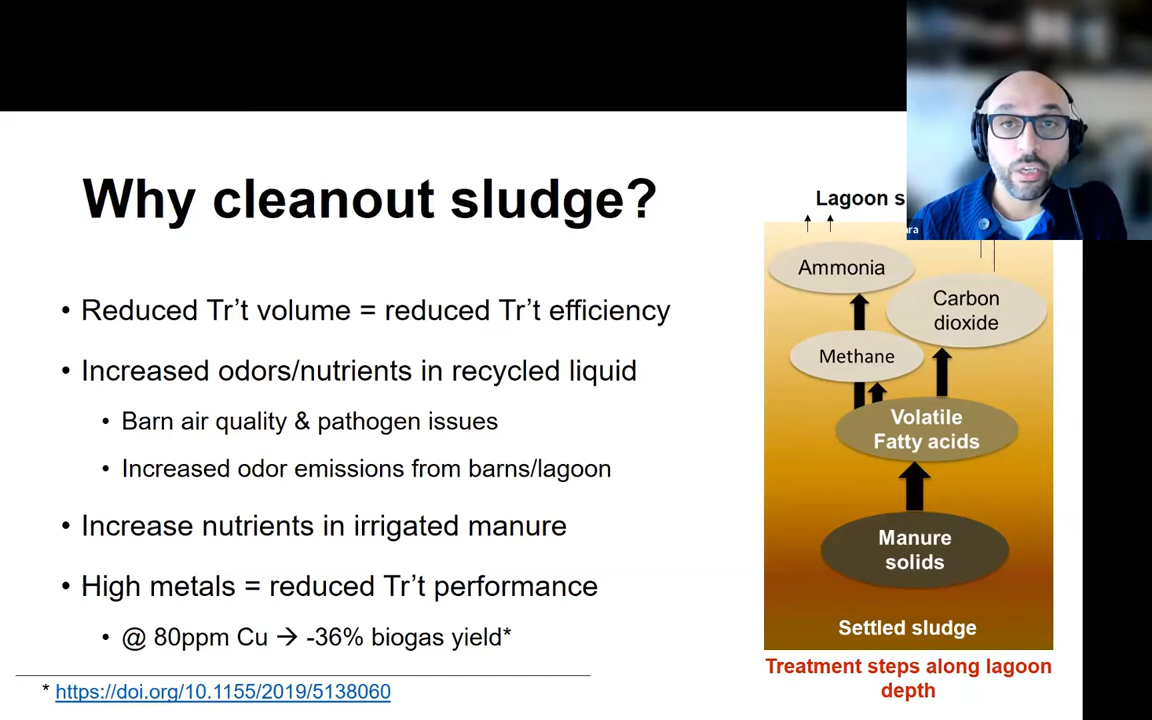 Why cleanout sludge?
• Reduced Tr’t volume = reduced Tr’t efficiency
• Increased odors/nutrients in recycled liquid
• Barn air quality & pathogen issues
• Increased odor emissions from barns/lagoon
• Increase nutrients in irrigated manure
• High metals = reduced Tr’t performance
• @ 80ppm Cu → -36% biogas yield*
* https://doi.org/10.1155/2019/5138060
Lagoon
Ammonia
Carbon
dioxide
Methane
Volatile
Fatty acids
Manure
solids
Settled sludge
Treatment steps along lagoon
depth